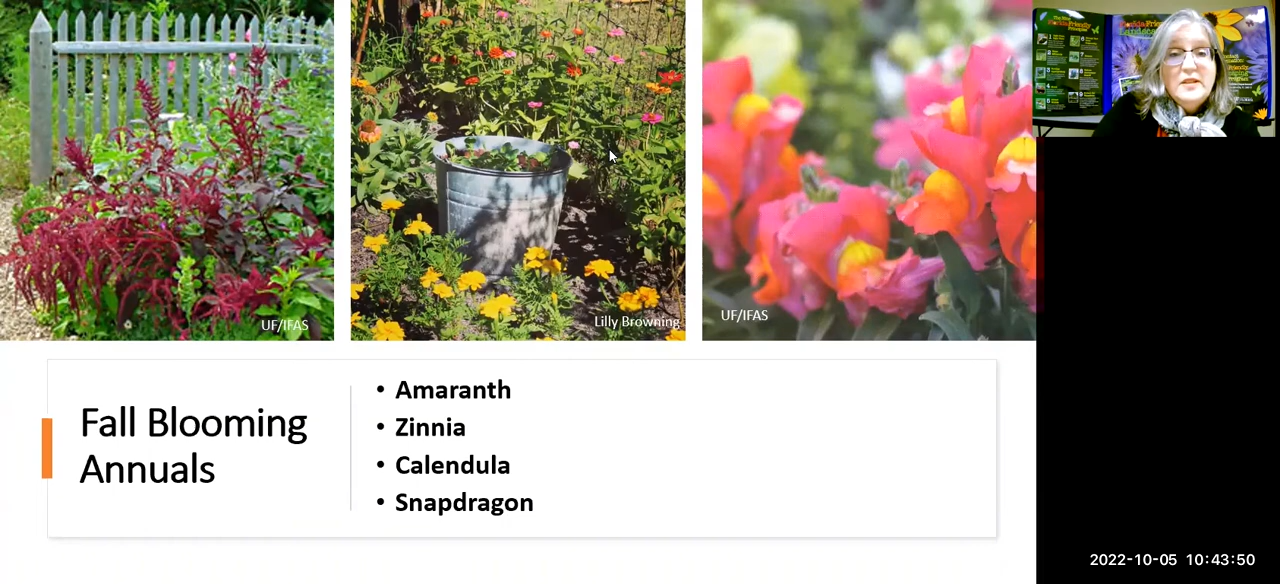 UF/IFAS
Lilly Browning
UF/IFAS
Fall Blooming
Annuals
• Amaranth
• Zinnia
• Calendula
• Snapdragon
2022-10-05 10:43:50